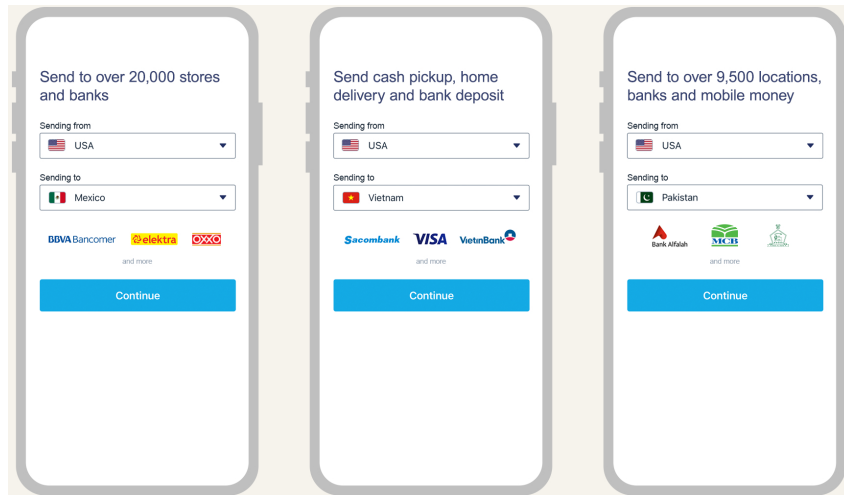 Send to over 20,000 stores
and banks
Sending from
USA
Sending to
Mexico
BBVA Bancomer
elektra
OXXO
and more
Continue
Send cash pickup, home
delivery and bank deposit
Sending from
USA
Sending to
Vietnam
Sacombank
VISA
VietinBank
and more
Continue
Send to over 9,500 locations,
banks and mobile money
Sending from
USA
Sending to
Pakistan
Bank Alfalah
MCB
and more
Continue